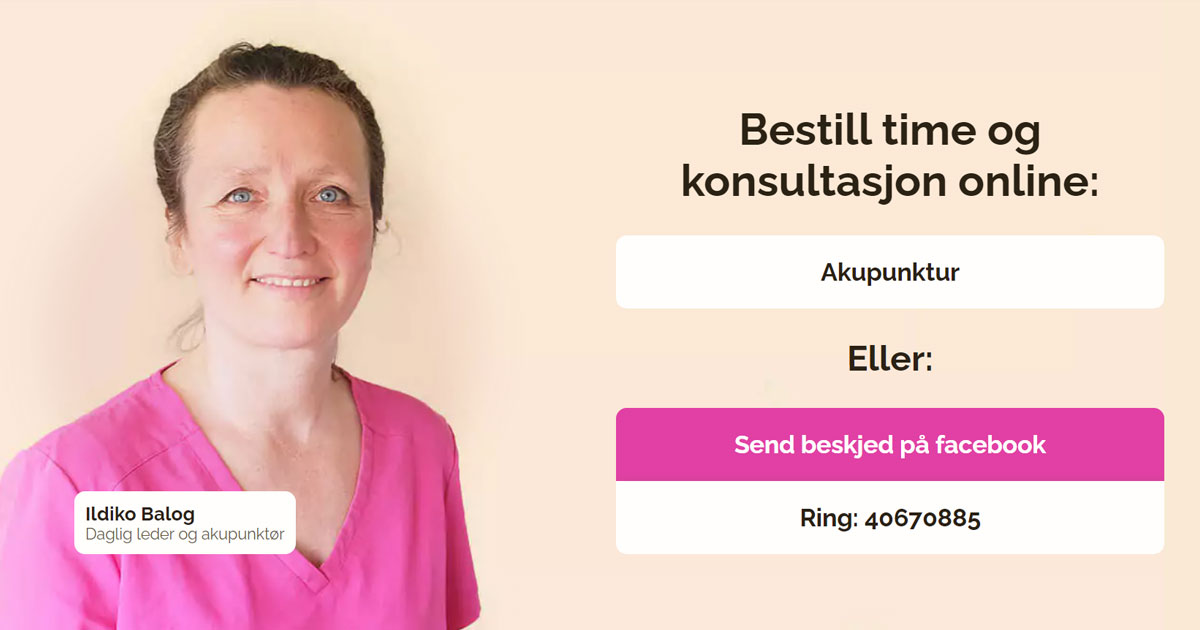 Bestill time og
konsultasjon online:
Akupunktur
Eller:
Send beskjed på facebook
Ring: 40670885
Ildiko Balog
Daglig leder og akupunktør